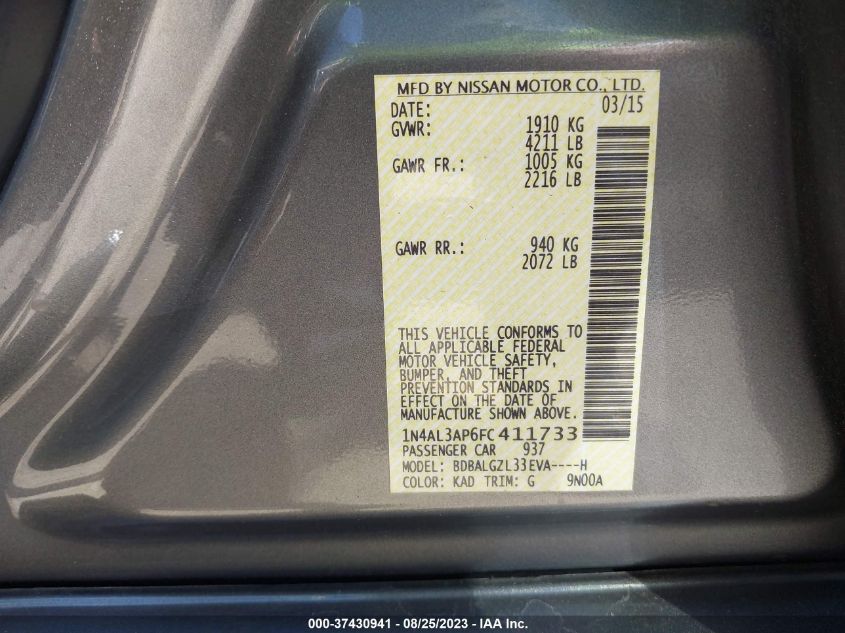 MFD BY NISSAN MOTOR CO., LTD.
DATE: 03/15
GVWR: 1910 KG
4211 LB
GAWR FR.: 1005 KG
2216 LB
GAWR RR.: 940 KG
2072 LB
THIS VEHICLE CONFORMS TO
ALL APPLICABLE FEDERAL
MOTOR VEHICLE SAFETY,
BUMPER, AND THEFT
PREVENTION STANDARDS IN
EFFECT ON THE DATE OF
MANUFACTURE SHOWN ABOVE.
1N4AL3AP6FC411733
PASSENGER CAR 937
MODEL: BDBALGZL33EVA----H
COLOR: KAD TRIM: G 9N00A
000-37430941 - 08/25/2023 - IAA Inc.